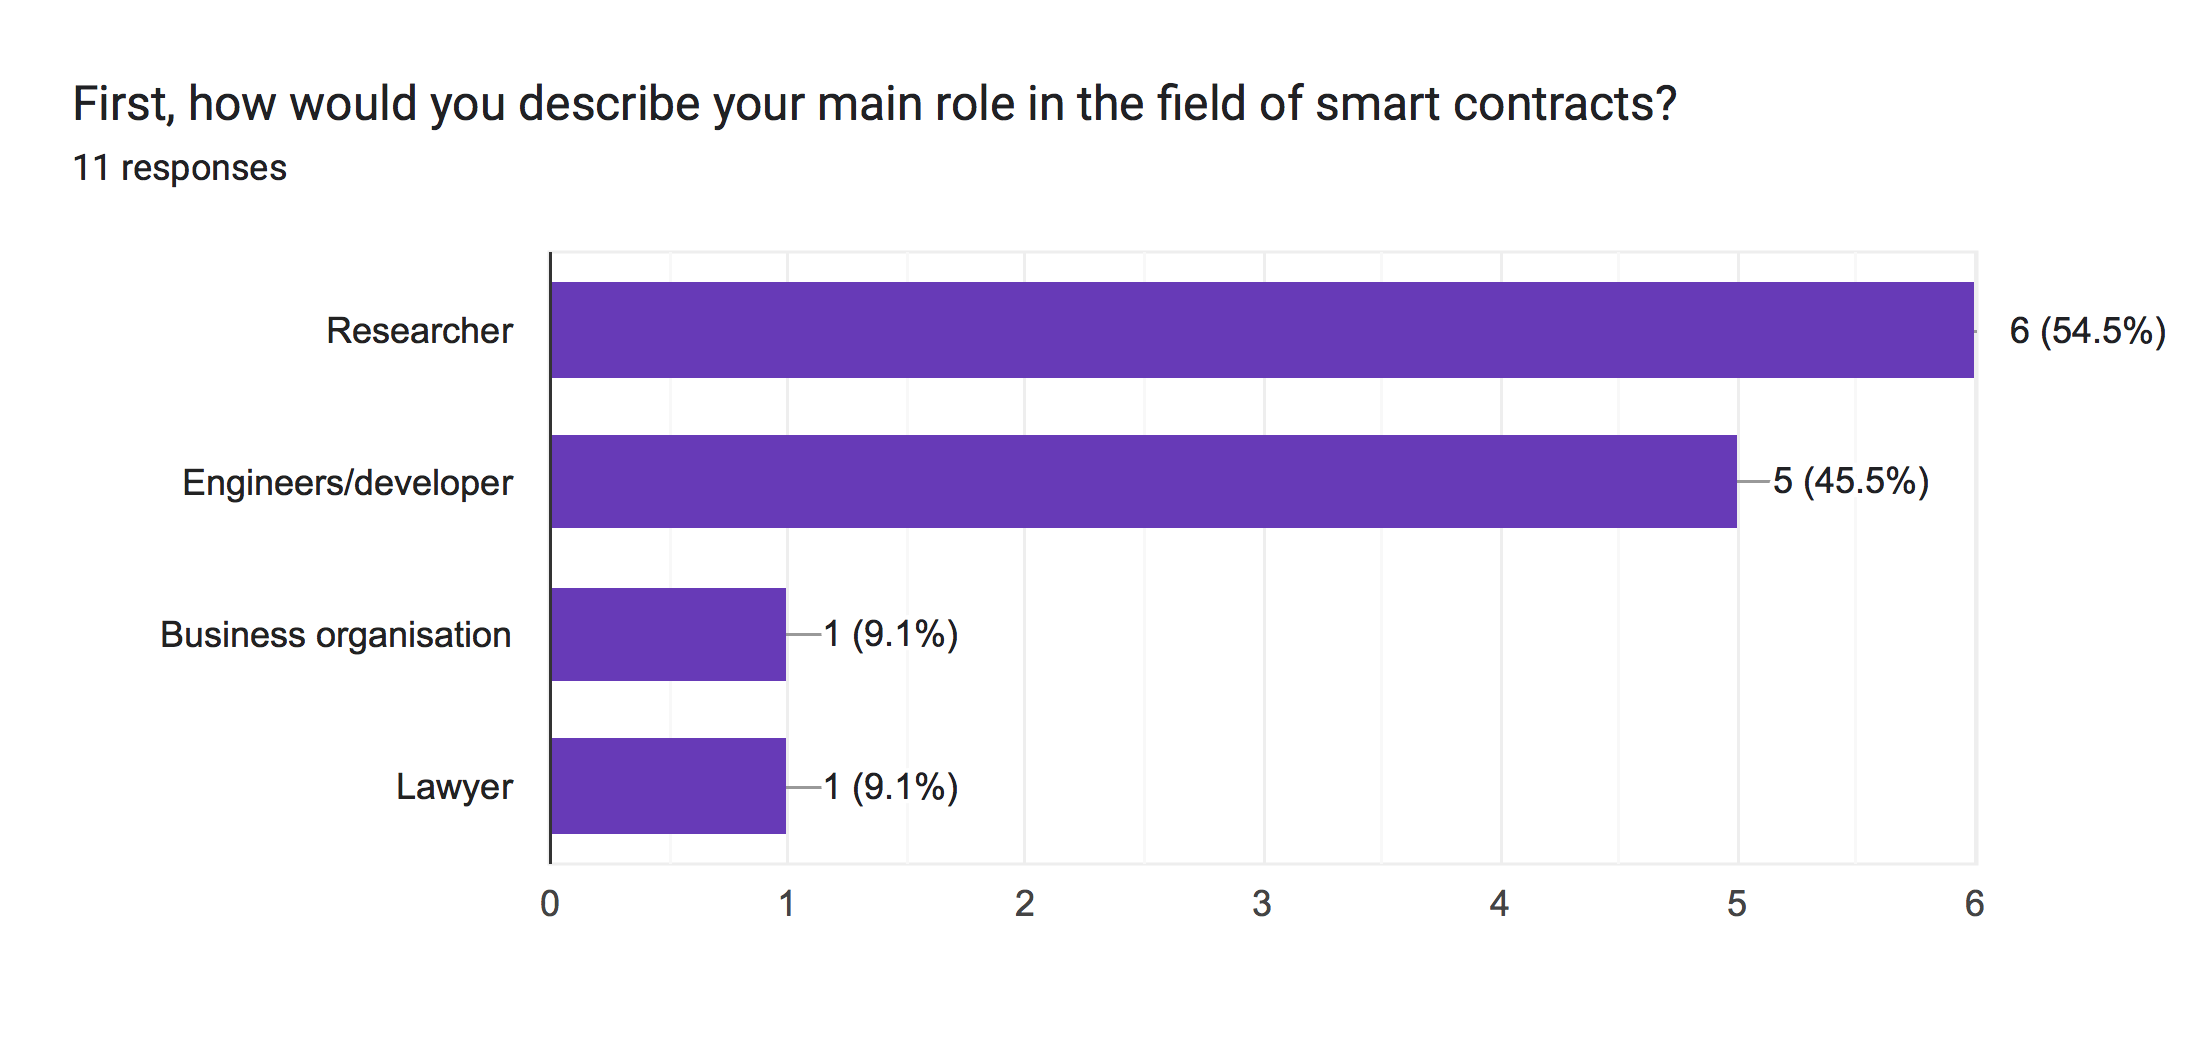 First, how would you describe your main role in the field of smart contracts?
11 responses
Researcher
6 (54.5%)
Engineers/developer
5 (45.5%)
Business organisation
1 (9.1%)
Lawyer
1 (9.1%)
0 1 2 3 4 5 6